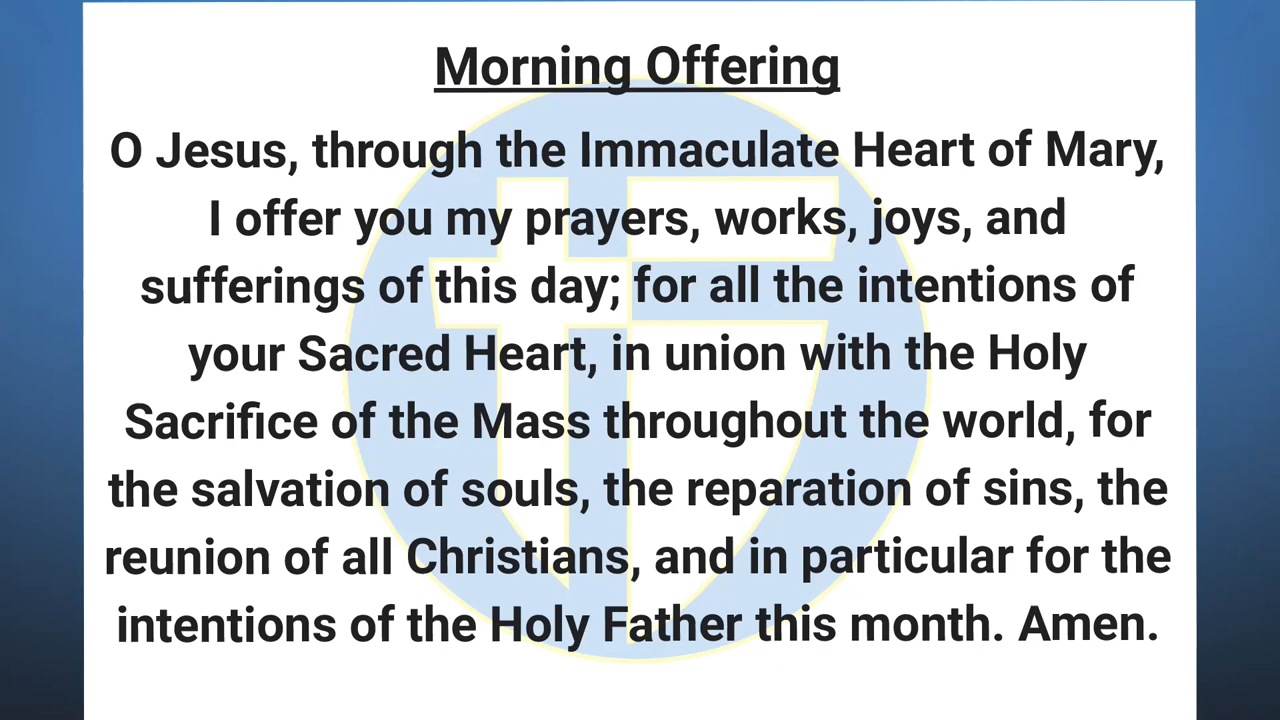 Morning Offering
O Jesus, through the Immaculate Heart of Mary,
I offer you my prayers, works, joys, and
sufferings of this day; for all the intentions of
your Sacred Heart, in union with the Holy
Sacrifice of the Mass throughout the world, for
the salvation of souls, the reparation of sins, the
reunion of all Christians, and in particular for the
intentions of the Holy Father this month. Amen.